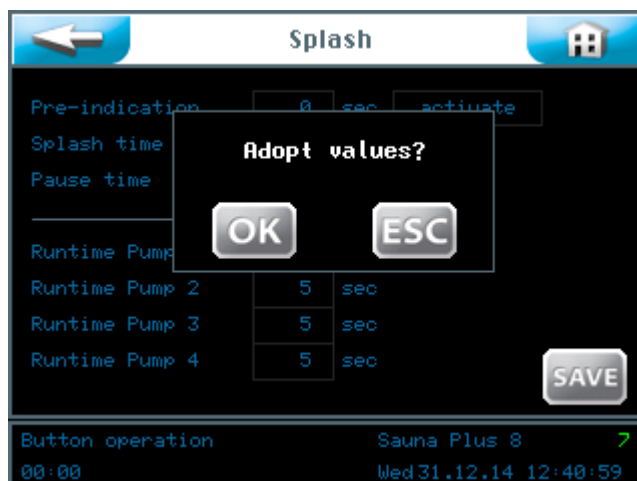 Splash
Pre-indication 0 sec activate
Splash time
Pause time
Adopt values?
OK ESC
Runtime Pump
Runtime Pump 2 5 sec
Runtime Pump 3 5 sec
Runtime Pump 4 5 sec
SAVE
Button operation Sauna Plus 8 7
00:00 Wed 31.12.14 12:40:59